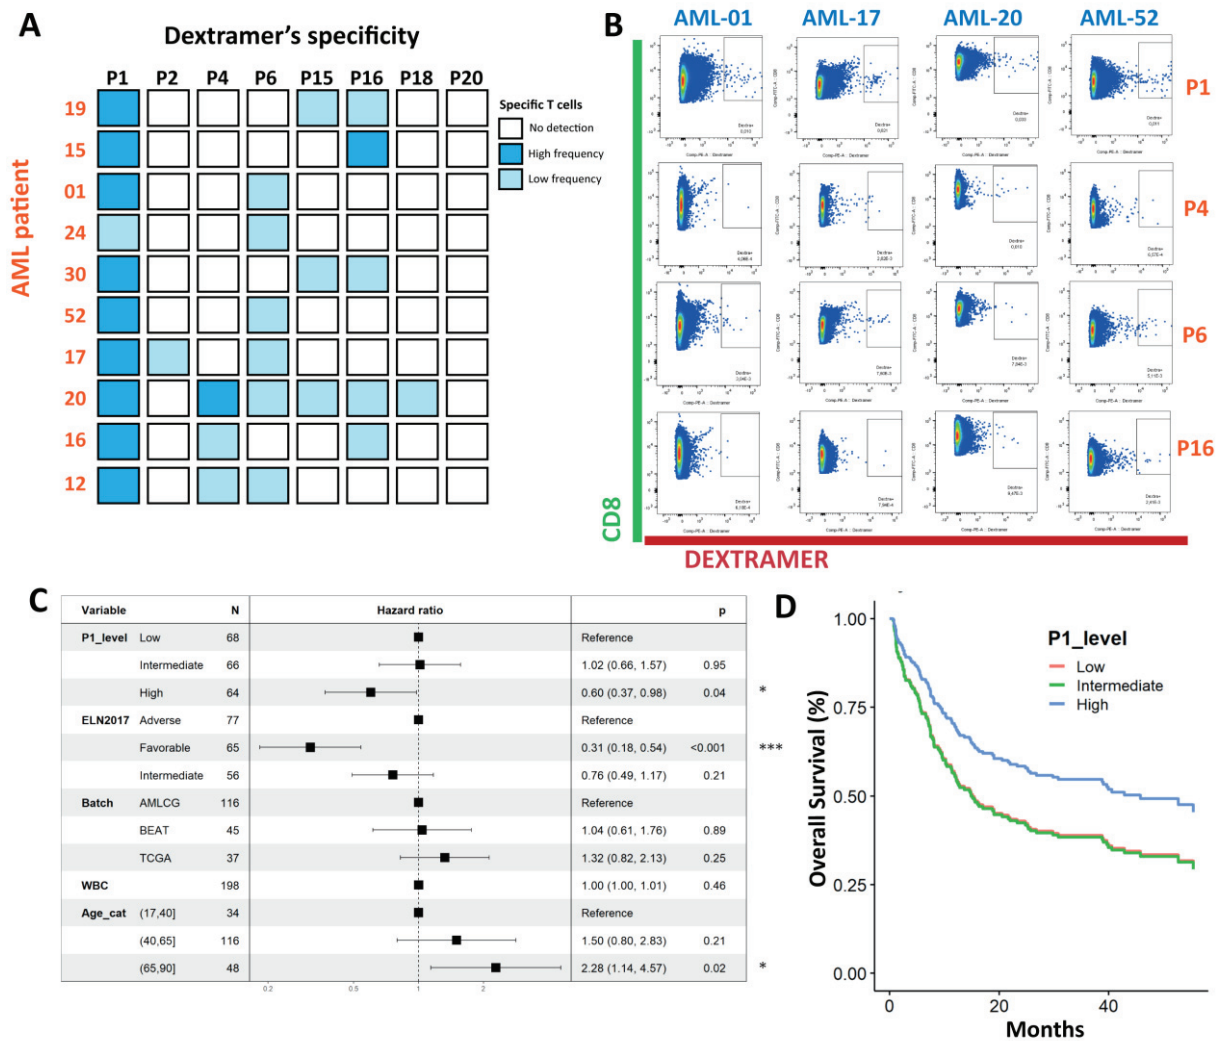 A
Dextramer's specificity
P1 P2 P4 P6 P15 P16 P18 P20
AML patient
19
15
01
24
30
52
17
20
16
12
Specific T cells
No detection
High frequency
Low frequency
B
AML-01 AML-17 AML-20 AML-52
P1
P4
P6
P16
Comp-FITC-A :: CD8
Comp-PE-A :: Dextramer
Dextra+
CD8
DEXTRAMER
C
Variable N Hazard ratio p
P1_level Low 68 Reference
Intermediate 66 1.02 (0.66, 1.57) 0.95
High 64 0.60 (0.37, 0.98) 0.04 *
ELN2017 Adverse 77 Reference
Favorable 65 0.31 (0.18, 0.54) <0.001 ***
Intermediate 56 0.76 (0.49, 1.17) 0.21
Batch AMLCG 116 Reference
BEAT 45 1.04 (0.61, 1.76) 0.89
TCGA 37 1.32 (0.82, 2.13) 0.25
WBC 198 1.00 (1.00, 1.01) 0.46
Age_cat (17,40] 34 Reference
(40,65] 116 1.50 (0.80, 2.83) 0.21
(65,90] 48 2.28 (1.14, 4.57) 0.02 *
0.2 0.5 1 2
D
Overall Survival (%)
1.00
0.75
0.50
0.25
0.00
P1_level
Low
Intermediate
High
0 20 40
Months